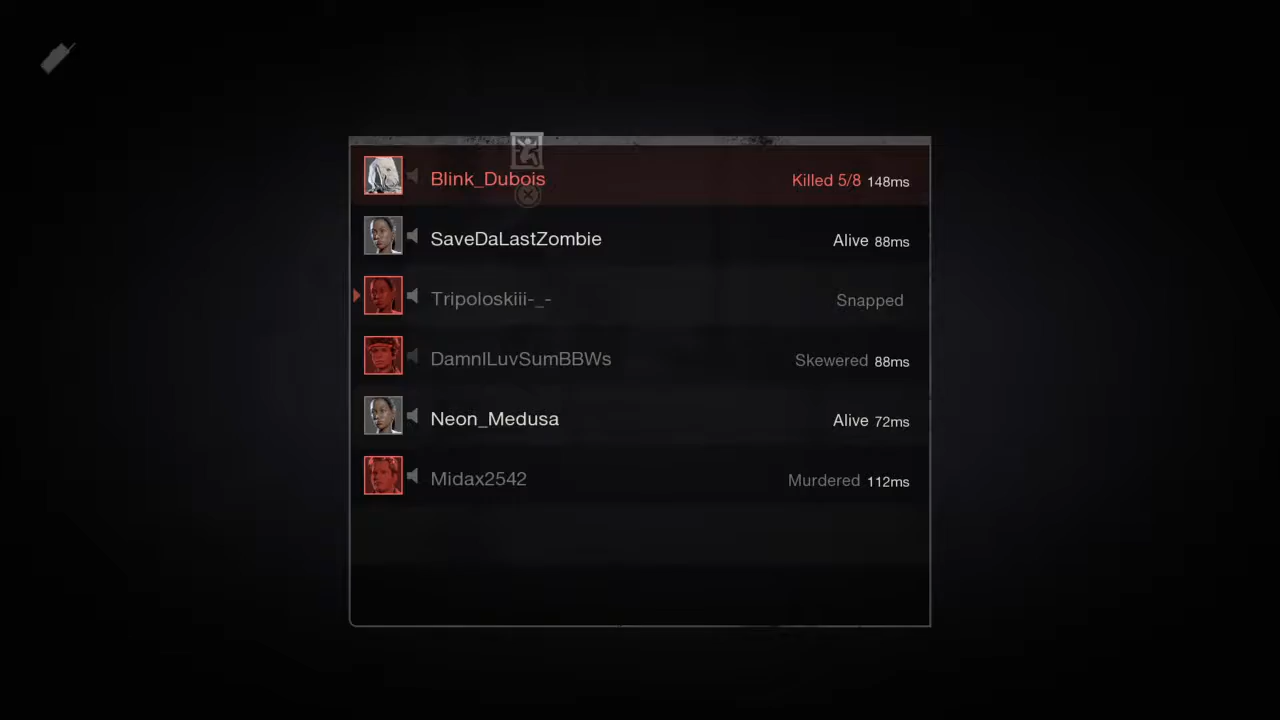 Blink_Dubois Killed 5/8 148ms
SaveDaLastZombie Alive 88ms
Tripoloskiii-_- Snapped
DamnILuvSumBBWs Skewered 88ms
Neon_Medusa Alive 72ms
Midax2542 Murdered 112ms